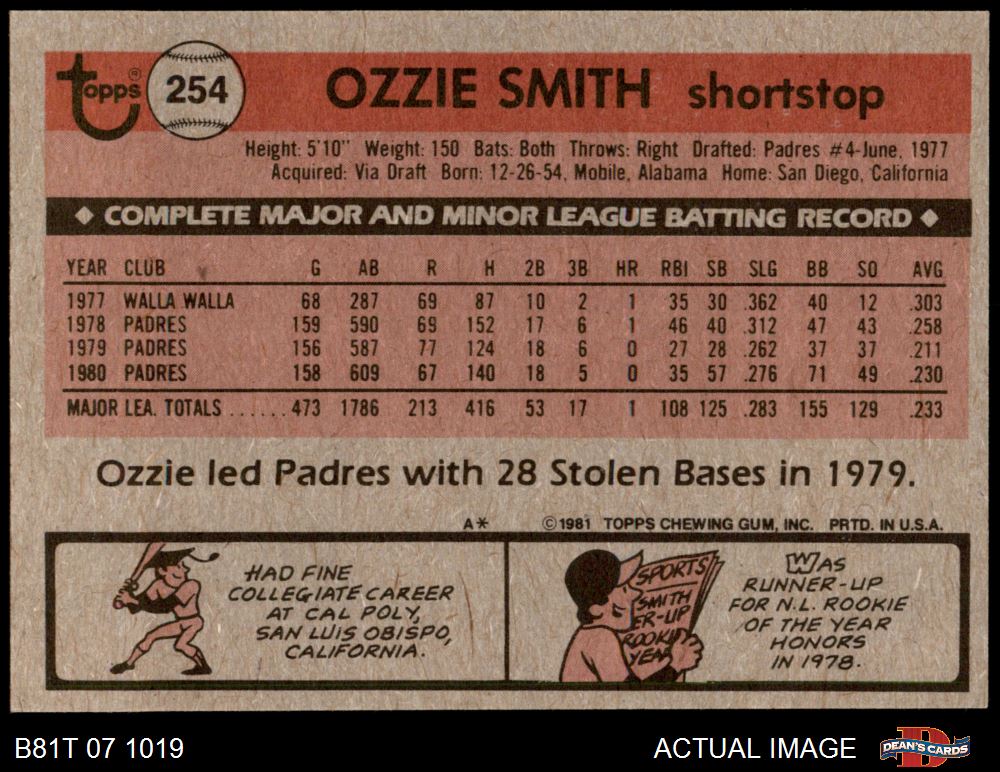 topps® 254 OZZIE SMITH shortstop
Height: 5'10" Weight: 150 Bats: Both Throws: Right Drafted: Padres #4-June, 1977
Acquired: Via Draft Born: 12-26-54, Mobile, Alabama Home: San Diego, California
◆ COMPLETE MAJOR AND MINOR LEAGUE BATTING RECORD ◆
YEAR CLUB G AB R H 2B 3B HR RBI SB SLG BB SO AVG
1977 WALLA WALLA 68 287 69 87 10 2 1 35 30 .362 40 12 .303
1978 PADRES 159 590 69 152 17 6 1 46 40 .312 47 43 .258
1979 PADRES 156 587 77 124 18 6 0 27 28 .262 37 37 .211
1980 PADRES 158 609 67 140 18 5 0 35 57 .276 71 49 .230
MAJOR LEA. TOTALS ......473 1786 213 416 53 17 1 108 125 .283 155 129 .233
Ozzie led Padres with 28 Stolen Bases in 1979.
A* ©1981 TOPPS CHEWING GUM, INC. PRTD. IN U.S.A.
HAD FINE
COLLEGIATE CAREER
AT CAL POLY,
SAN LUIS OBISPO,
CALIFORNIA.
SPORTS
SMITH
ER-UP
ROOKI
YEAR
WAS
RUNNER-UP
FOR N.L. ROOKIE
OF THE YEAR
HONORS
IN 1978.
B81T 07 1019 ACTUAL IMAGE DEAN'S CARDS